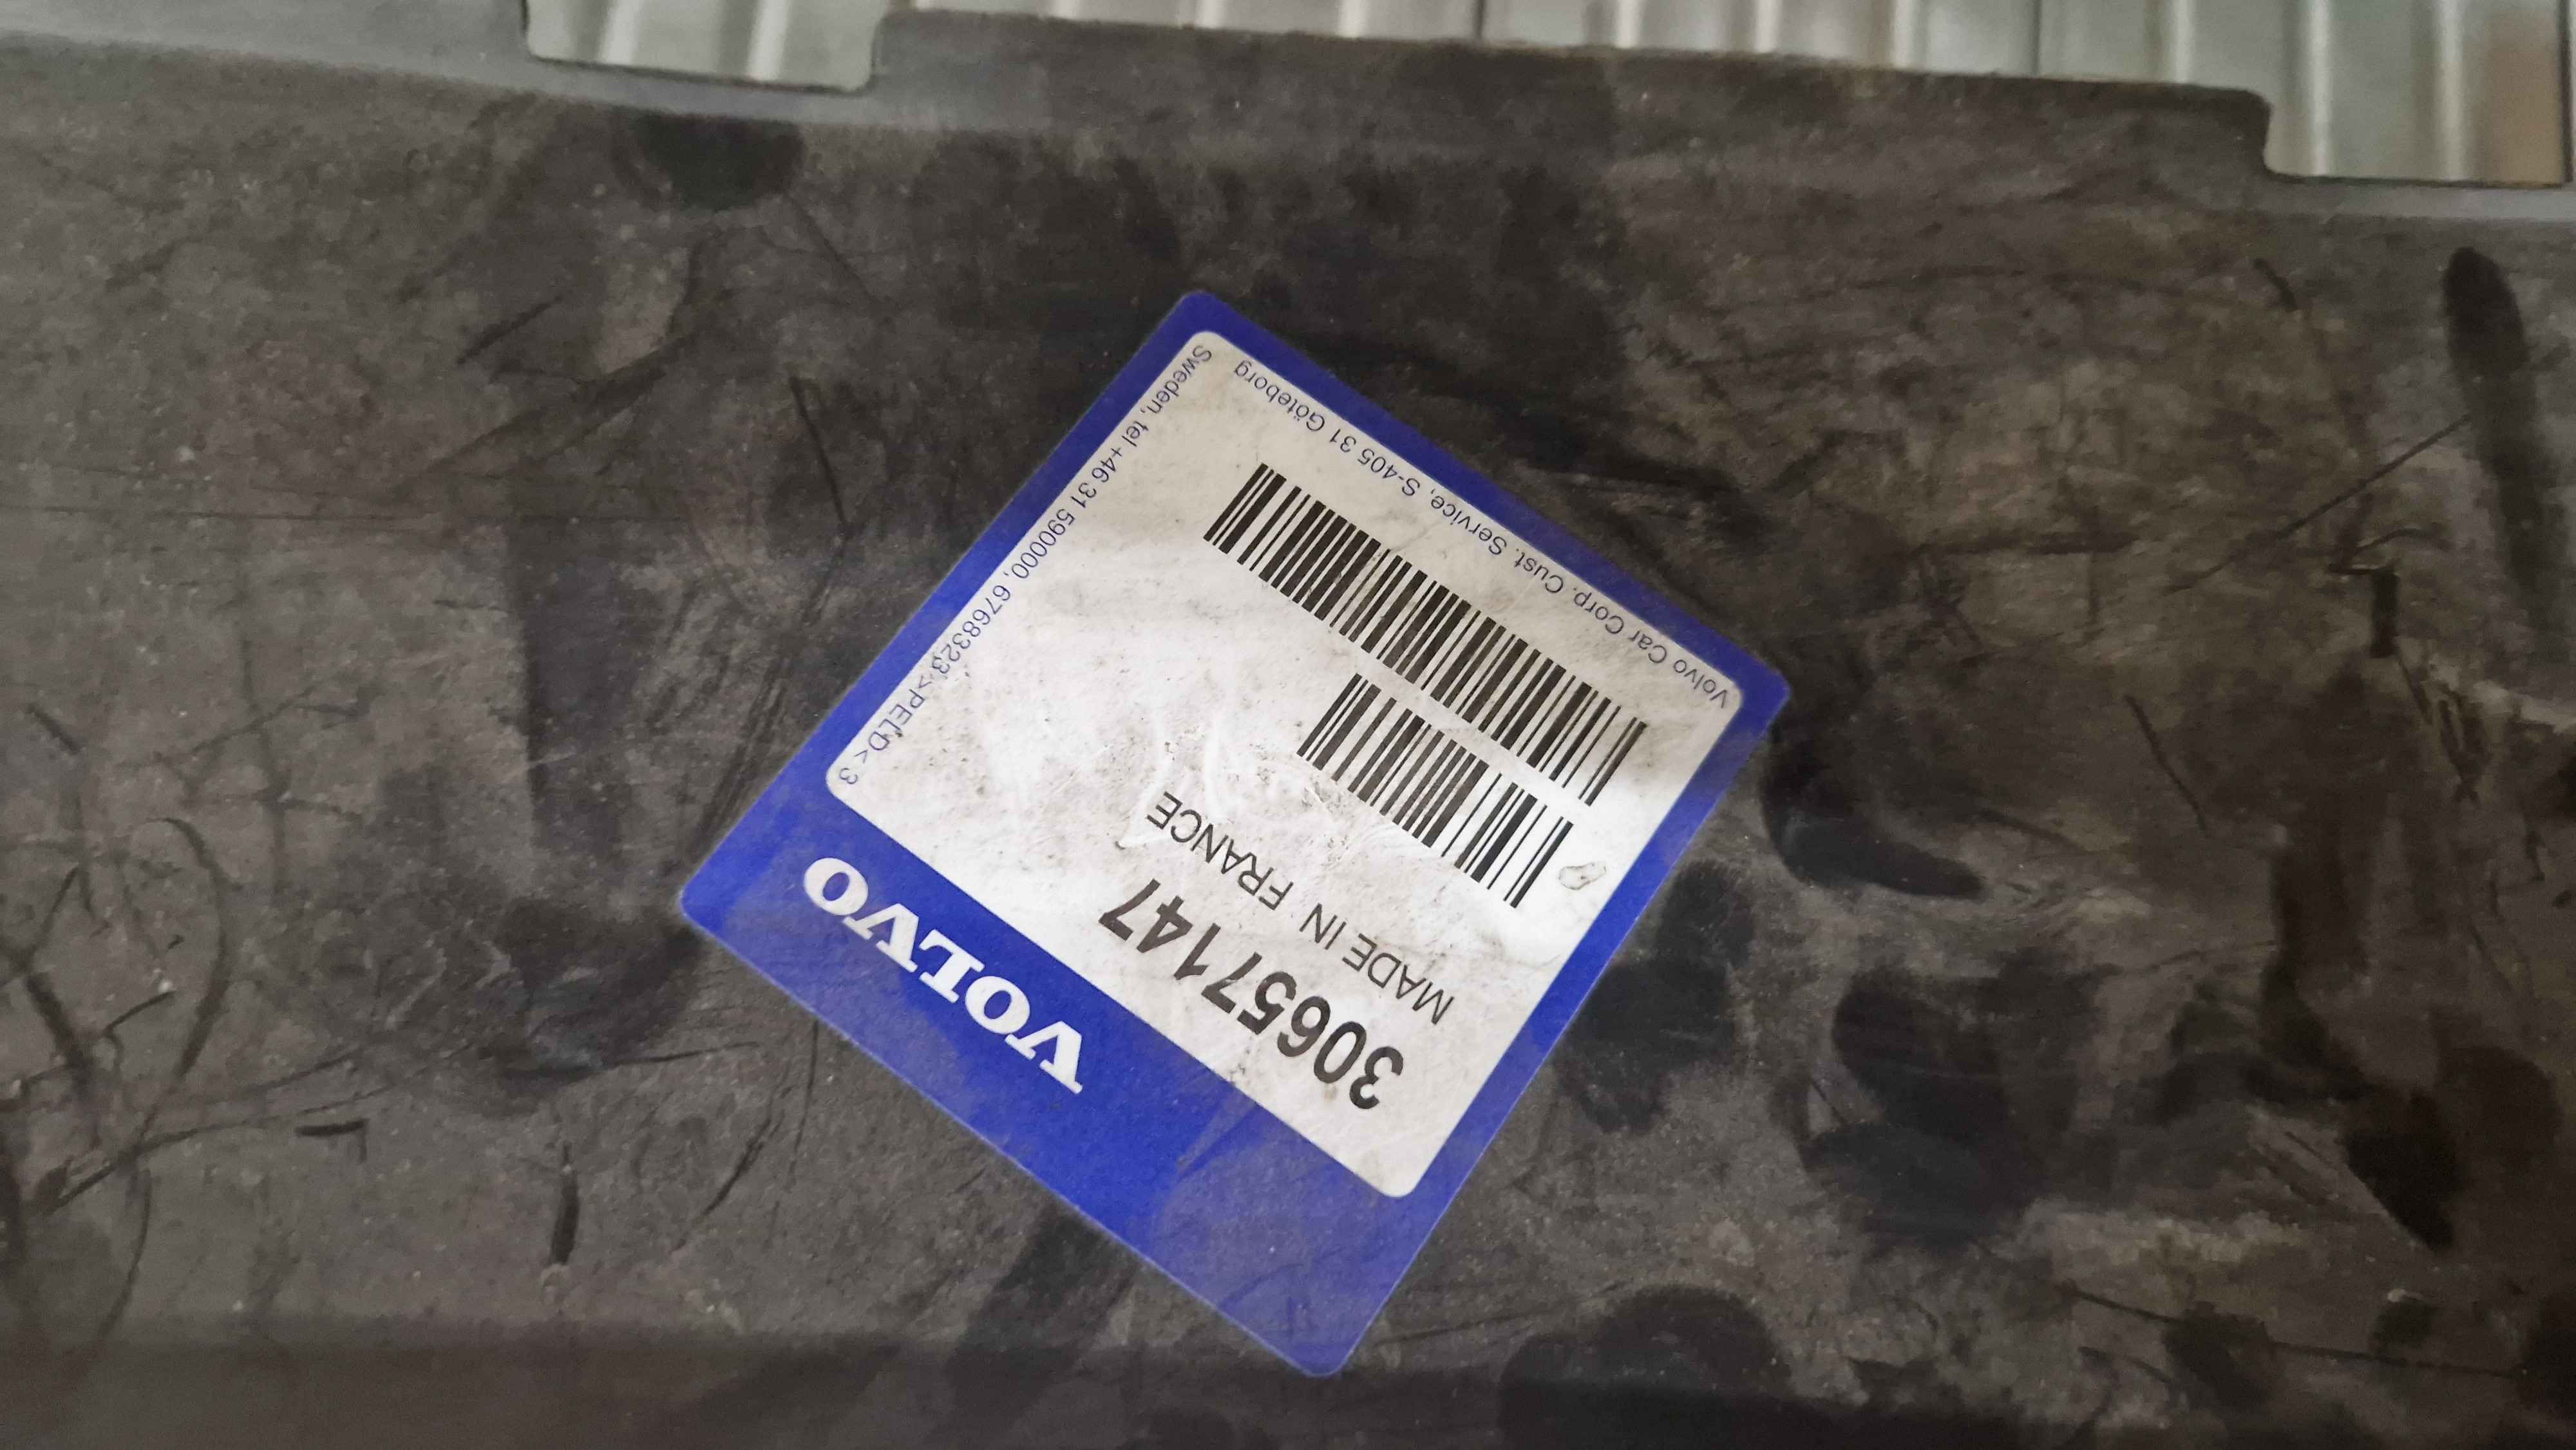 VOLVO
30657147
MADE IN FRANCE
Volvo Car Corp. Cust. Service, S-405 31 Göteborg
Sweden, tel +46 31 590000, 6768323 >PELD< 3